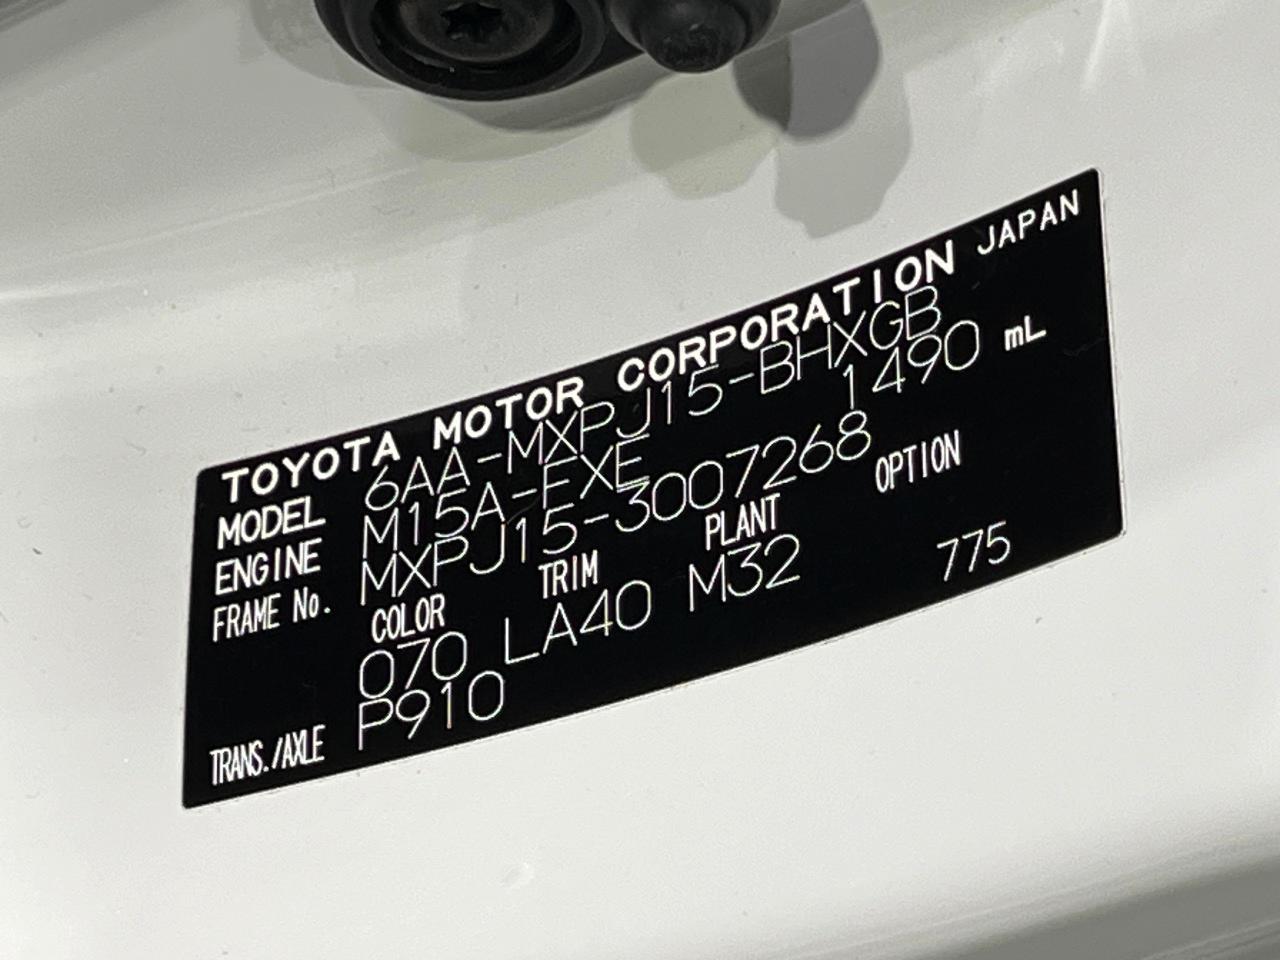 TOYOTA MOTOR CORPORATION JAPAN
MODEL 6AA-MXPJ15-BHXGB
ENGINE M15A-FXE 1490 mL
FRAME No. MXPJ15-3007268
COLOR TRIM PLANT OPTION
070 LA40 M32 775
TRANS./AXLE P910